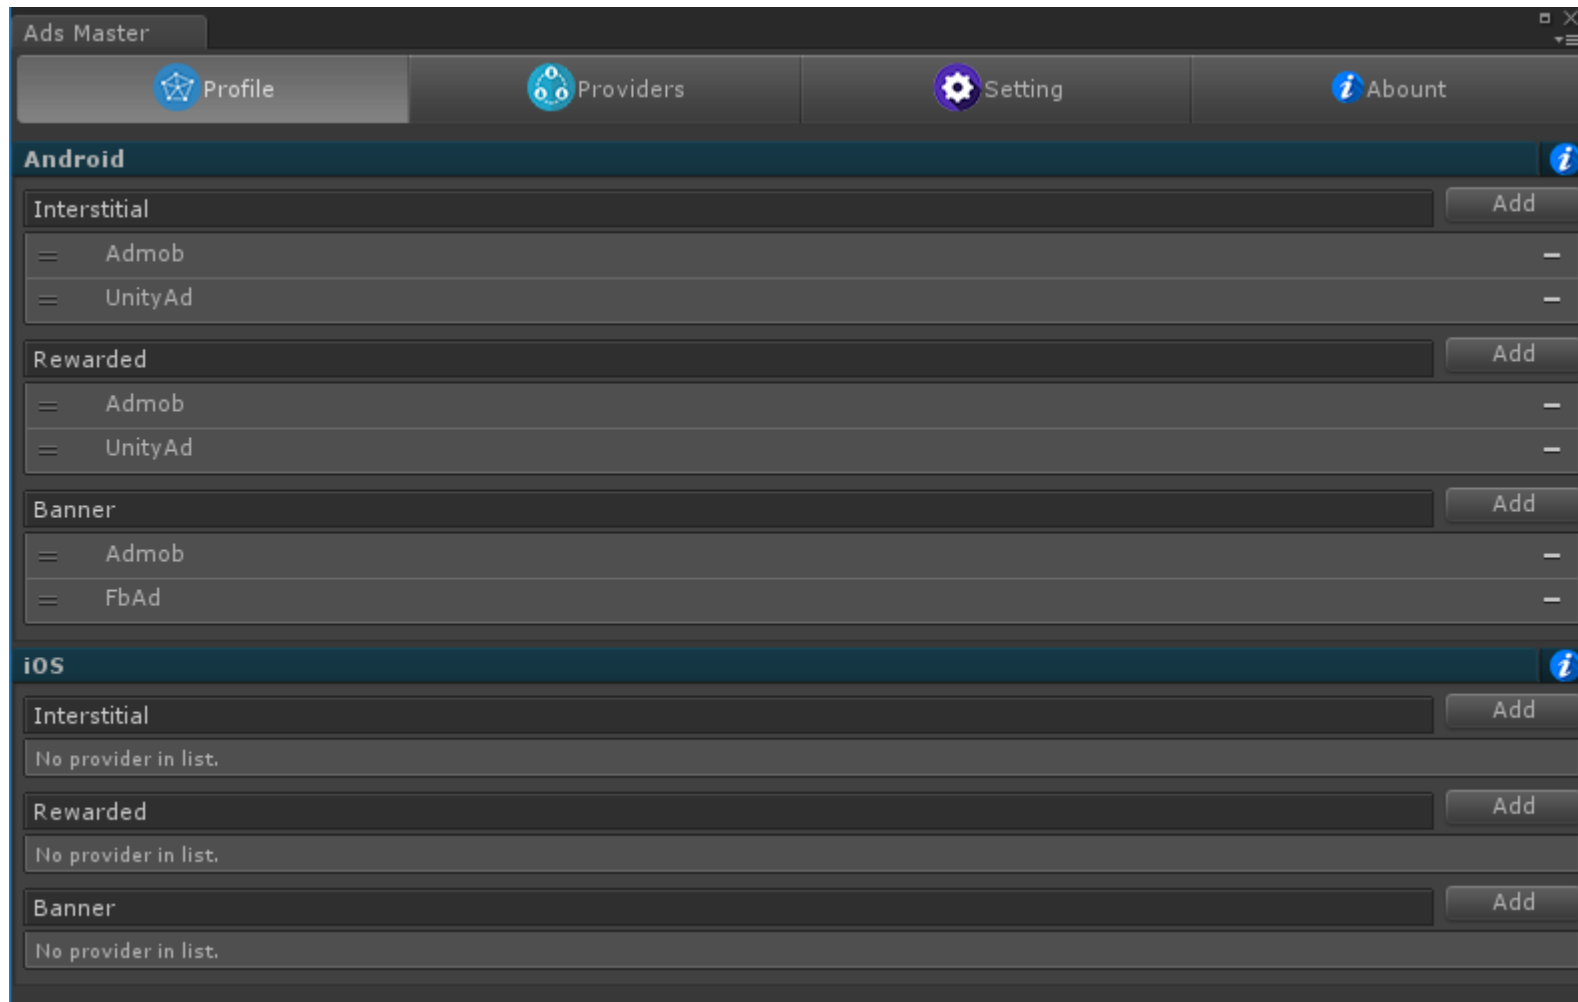 Ads Master
Profile
Providers
Setting
Abount
Android
Interstitial
Add
Admob
UnityAd
Rewarded
Add
Admob
UnityAd
Banner
Add
Admob
FbAd
iOS
Interstitial
Add
No provider in list.
Rewarded
Add
No provider in list.
Banner
Add
No provider in list.